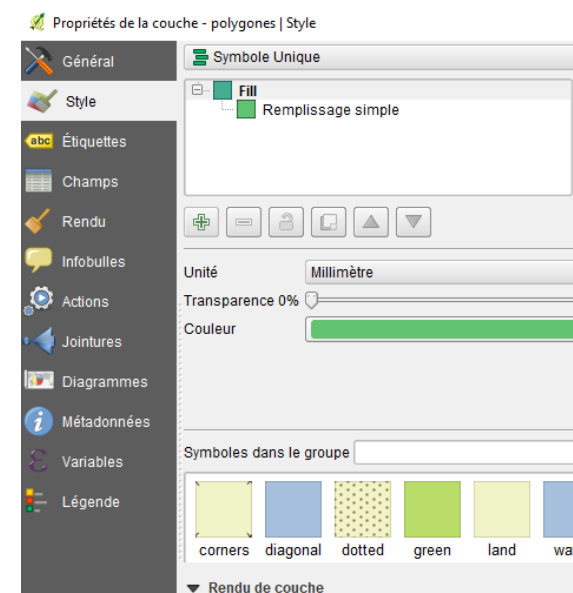 Propriétés de la couche - polygones | Style
Général
Style
abc Étiquettes
Champs
Rendu
Infobulles
Actions
Jointures
Diagrammes
Métadonnées
Variables
Légende
Symbole Unique
Fill
Remplissage simple
Unité Millimètre
Transparence 0%
Couleur
Symboles dans le groupe
corners diagonal dotted green land wa
Rendu de couche